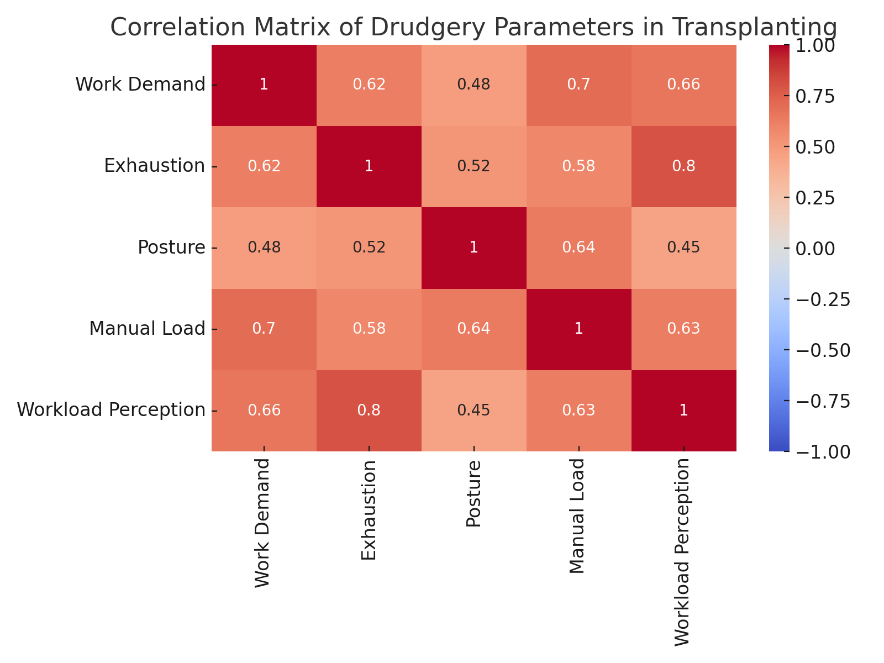 Correlation Matrix of Drudgery Parameters in Transplanting
Work Demand 1 0.62 0.48 0.7 0.66
Exhaustion 0.62 1 0.52 0.58 0.8
Posture 0.48 0.52 1 0.64 0.45
Manual Load 0.7 0.58 0.64 1 0.63
Workload Perception 0.66 0.8 0.45 0.63 1
Work Demand
Exhaustion
Posture
Manual Load
Workload Perception
1.00
0.75
0.50
0.25
0.00
−0.25
−0.50
−0.75
−1.00